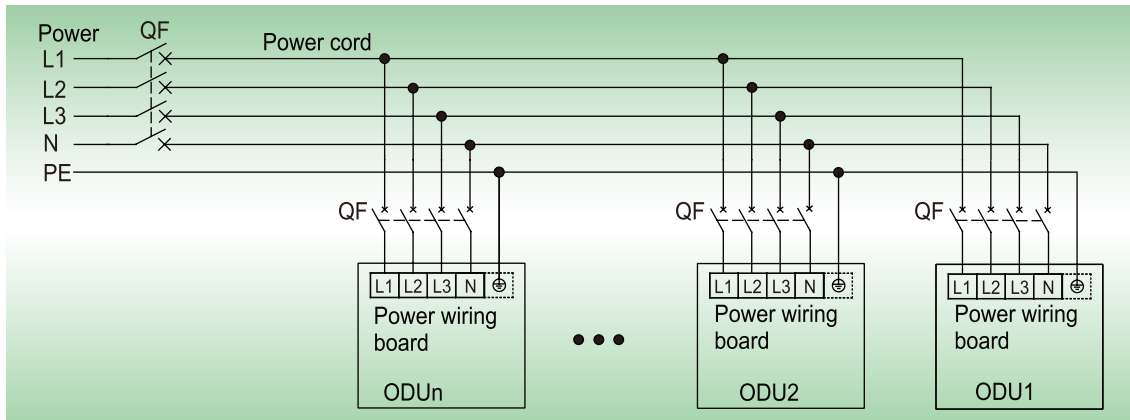 Power QF
L1 Power cord
L2
L3
N
PE
QF QF QF
L1 L2 L3 N L1 L2 L3 N L1 L2 L3 N
Power wiring board
ODUn
Power wiring board
ODU2
Power wiring board
ODU1